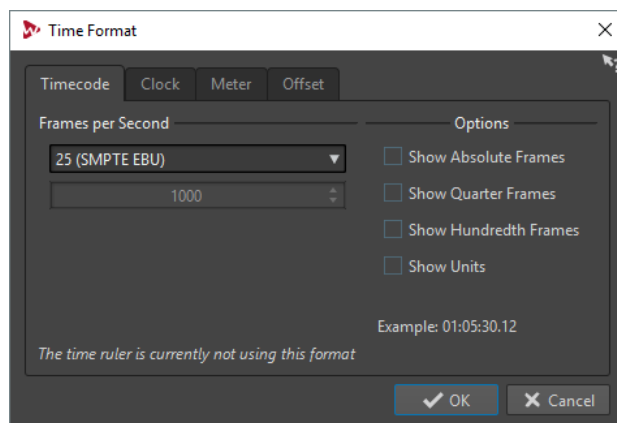 Time Format
Timecode Clock Meter Offset
Frames per Second
25 (SMPTE EBU)
1000
Options
Show Absolute Frames
Show Quarter Frames
Show Hundredth Frames
Show Units
Example: 01:05:30.12
The time ruler is currently not using this format
OK Cancel